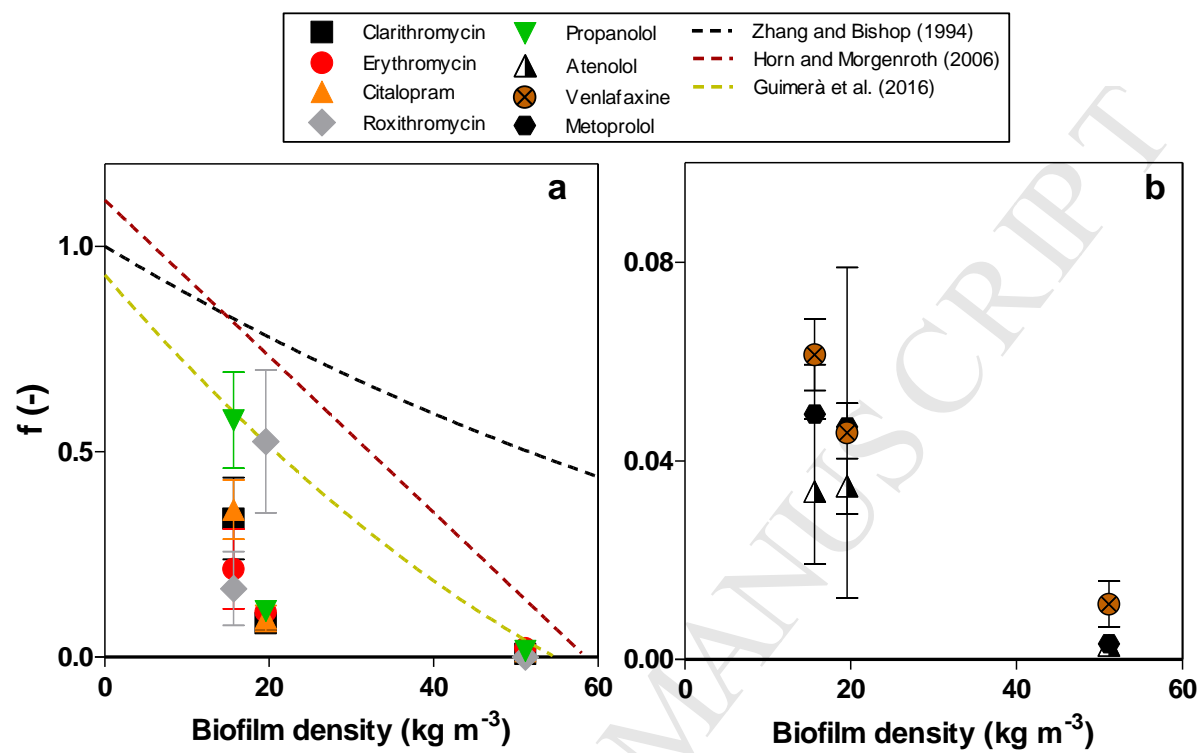 Clarithromycin
Erythromycin
Citalopram
Roxithromycin
Propanolol
Atenolol
Venlafaxine
Metoprolol
Zhang and Bishop (1994)
Horn and Morgenroth (2006)
Guimerà et al. (2016)
a
f (-)
1.0
0.5
0.0
0 20 40 60
Biofilm density (kg m⁻³)
b
0.08
0.04
0.00
0 20 40 60
Biofilm density (kg m⁻³)
MANUSCRIPT